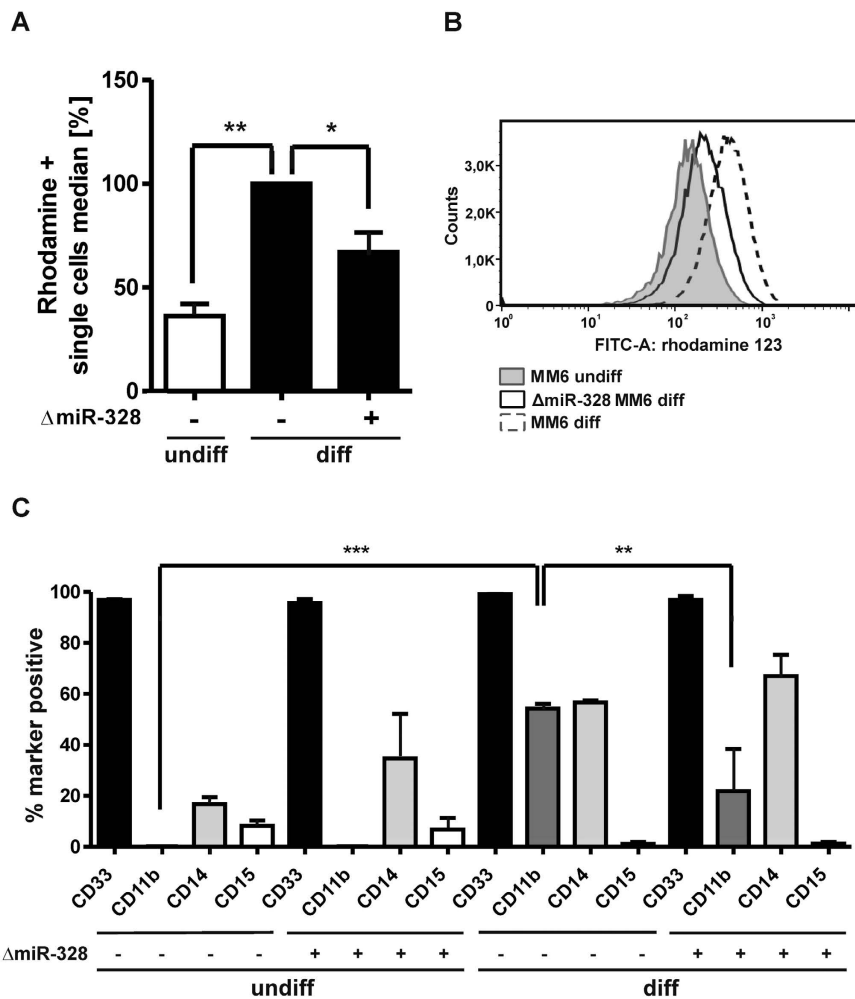 A
Rhodamine +
single cells median [%]
150
100
50
0
**
*
ΔmiR-328
- - +
undiff diff
B
Counts
3,0K
2,0K
1,0K
0
10⁰ 10¹ 10² 10³
FITC-A: rhodamine 123
MM6 undiff
ΔmiR-328 MM6 diff
MM6 diff
C
*** **
% marker positive
100
80
60
40
20
0
CD33 CD11b CD14 CD15 CD33 CD11b CD14 CD15 CD33 CD11b CD14 CD15 CD33 CD11b CD14 CD15
ΔmiR-328 - - - - + + + + - - - - + + + +
undiff diff